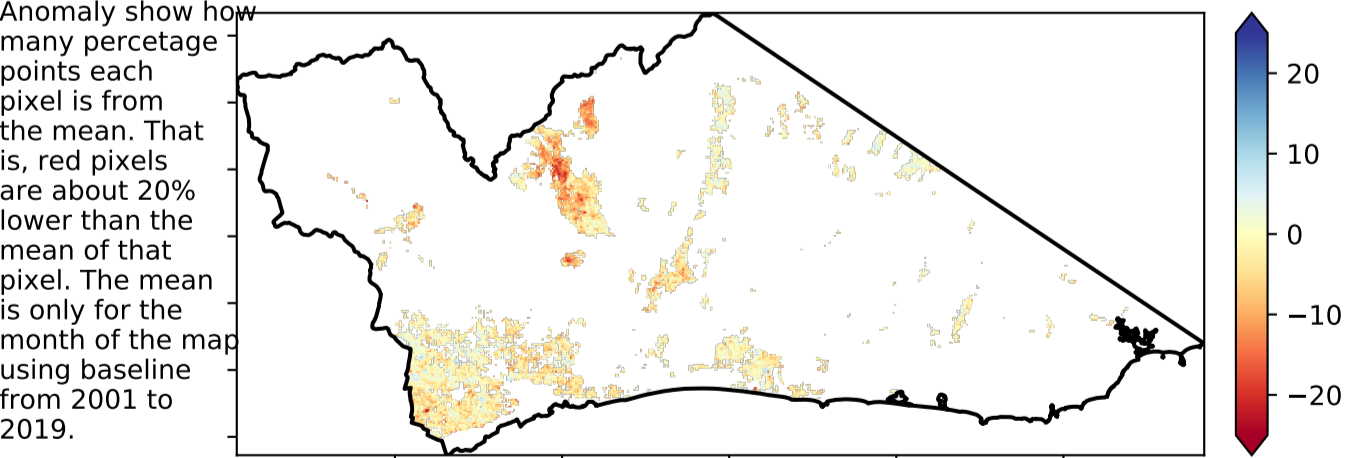 Anomaly show how
many percetage
points each
pixel is from
the mean. That
is, red pixels
are about 20%
lower than the
mean of that
pixel. The mean
is only for the
month of the map
using baseline
from 2001 to
2019.
20
10
0
−10
−20